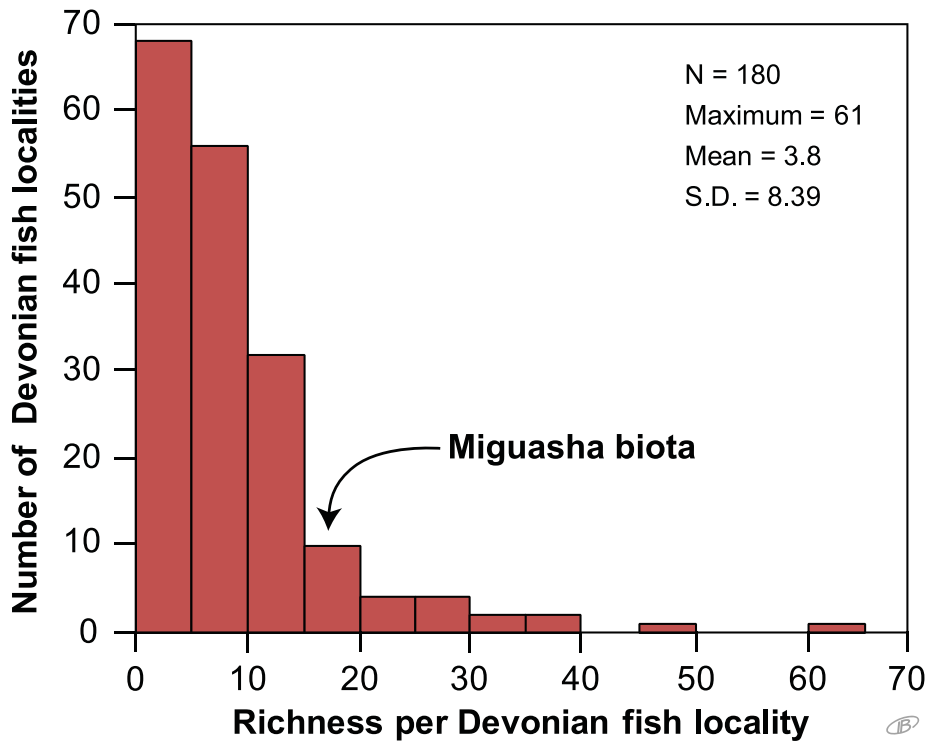 Number of Devonian fish localities
70
60
50
40
30
20
10
0
N = 180
Maximum = 61
Mean = 3.8
S.D. = 8.39
Miguasha biota
0 10 20 30 40 50 60 70
Richness per Devonian fish locality